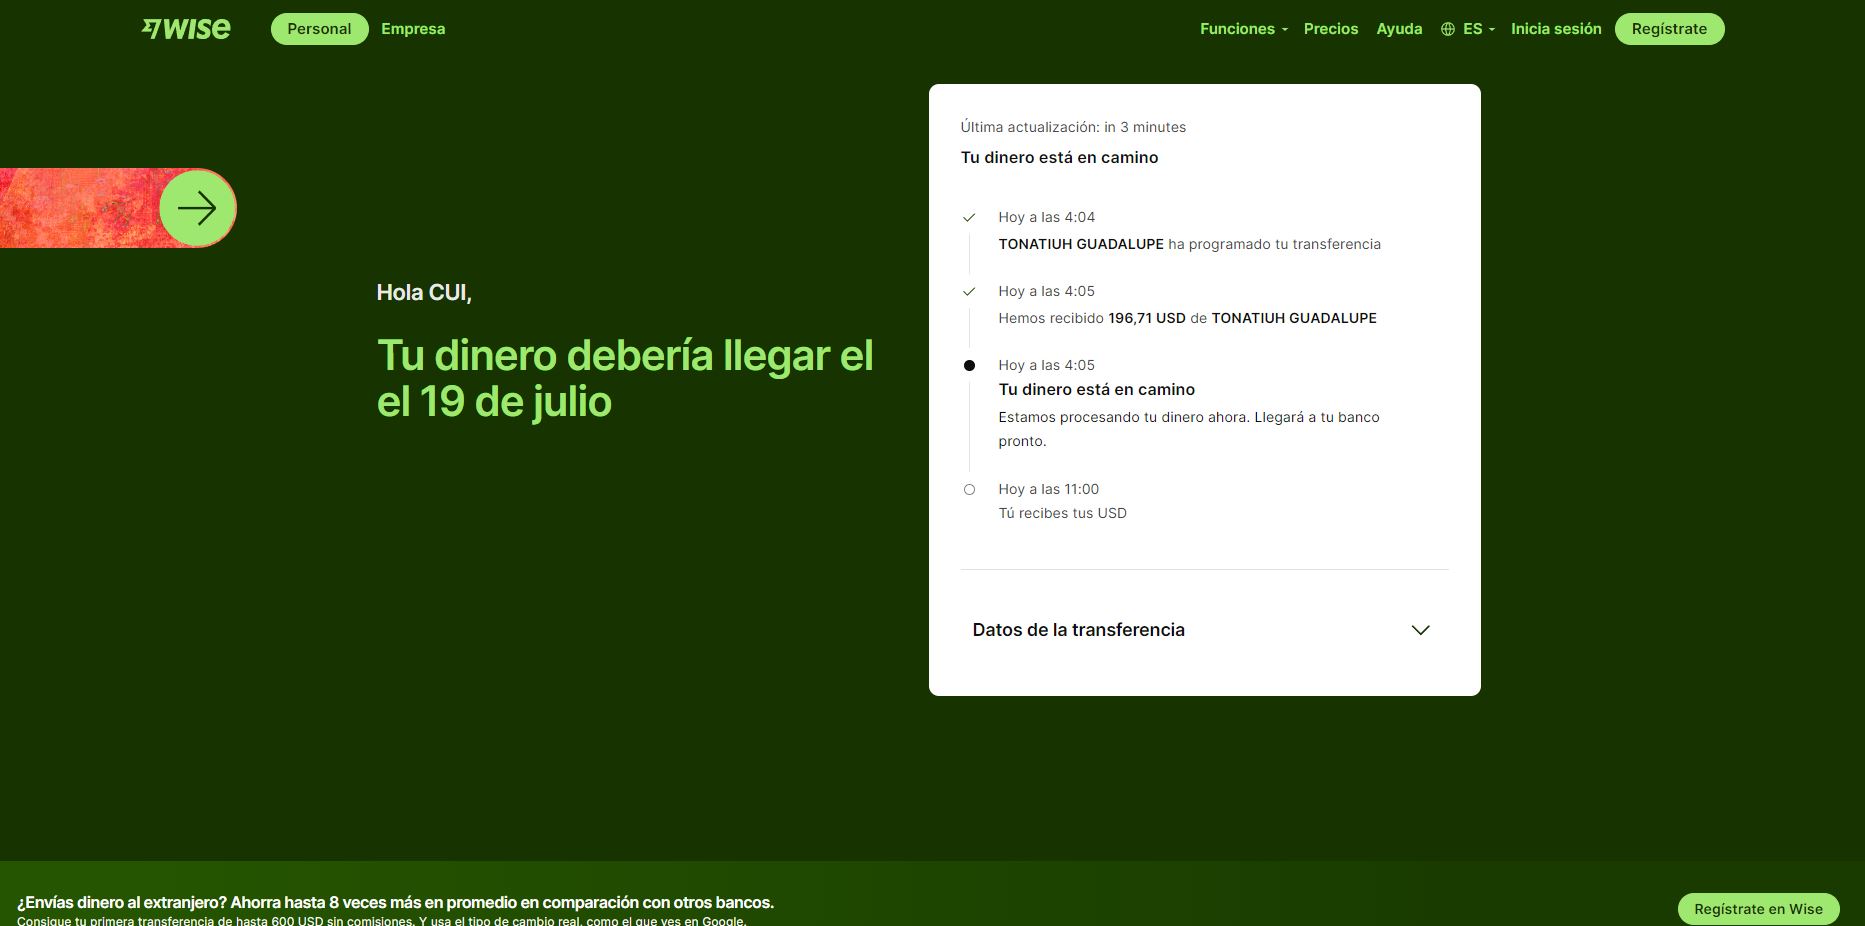 WISE
Personal
Empresa
Funciones
Precios
Ayuda
ES
Inicia sesión
Regístrate
Hola CUI,
Tu dinero debería llegar el
el 19 de julio
Última actualización: in 3 minutes
Tu dinero está en camino
Hoy a las 4:04
TONATIUH GUADALUPE ha programado tu transferencia
Hoy a las 4:05
Hemos recibido 196,71 USD de TONATIUH GUADALUPE
Hoy a las 4:05
Tu dinero está en camino
Estamos procesando tu dinero ahora. Llegará a tu banco
pronto.
Hoy a las 11:00
Tú recibes tus USD
Datos de la transferencia
¿Envías dinero al extranjero? Ahorra hasta 8 veces más en promedio en comparación con otros bancos.
Consigue tu primera transferencia de hasta 600 USD sin comisiones. Y usa el tipo de cambio real, como el que ves en Google.
Regístrate en Wise